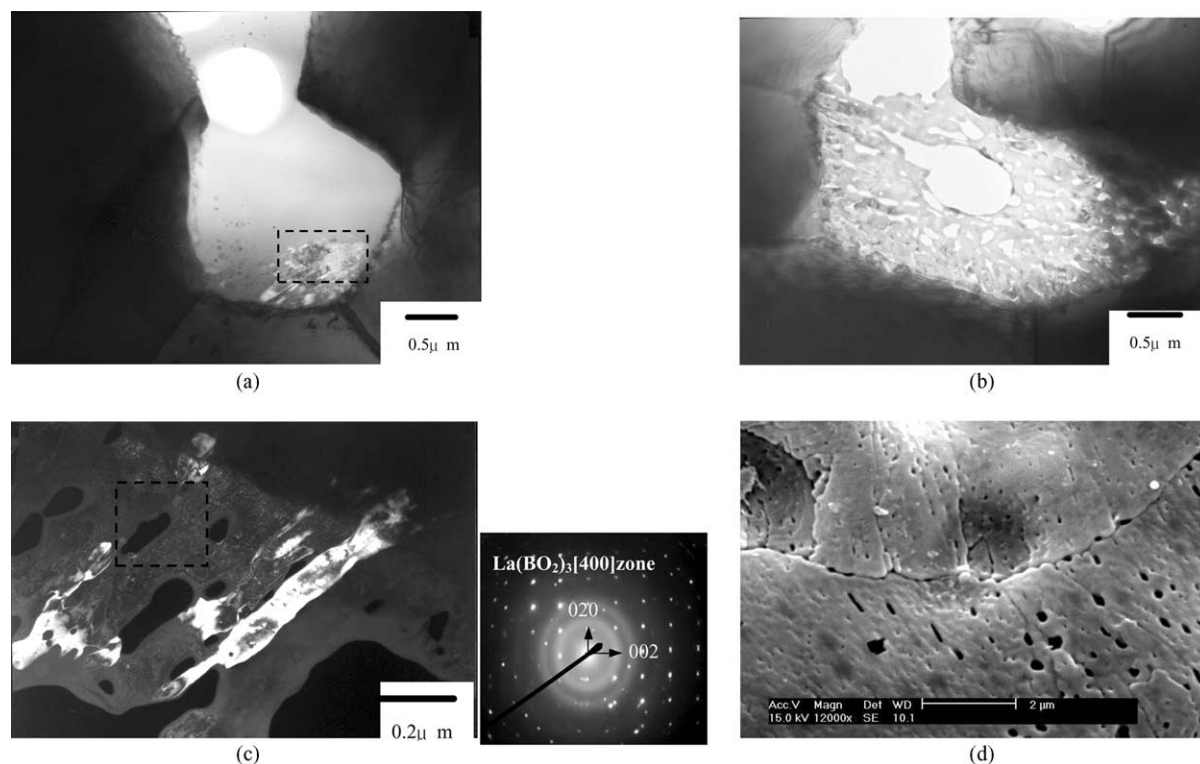 0.5μ m
(a)
0.5μ m
(b)
0.2μ m
(c)
La(BO₂)₃[400]zone
020
002
Acc.V Magn Det WD 2 μm
15.0 kV 12000x SE 10.1
(d)